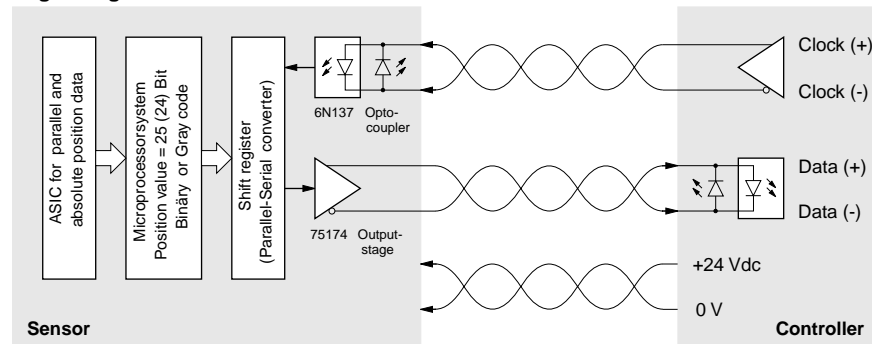 ASIC for parallel and
absolute position data
Microprocessorsystem
Position value = 25 (24) Bit
Binäry or Gray code
Shift register
(Parallel-Serial converter)
6N137 Opto-
coupler
75174 Output-
stage
Clock (+)
Clock (-)
Data (+)
Data (-)
+24 Vdc
0 V
Sensor
Controller